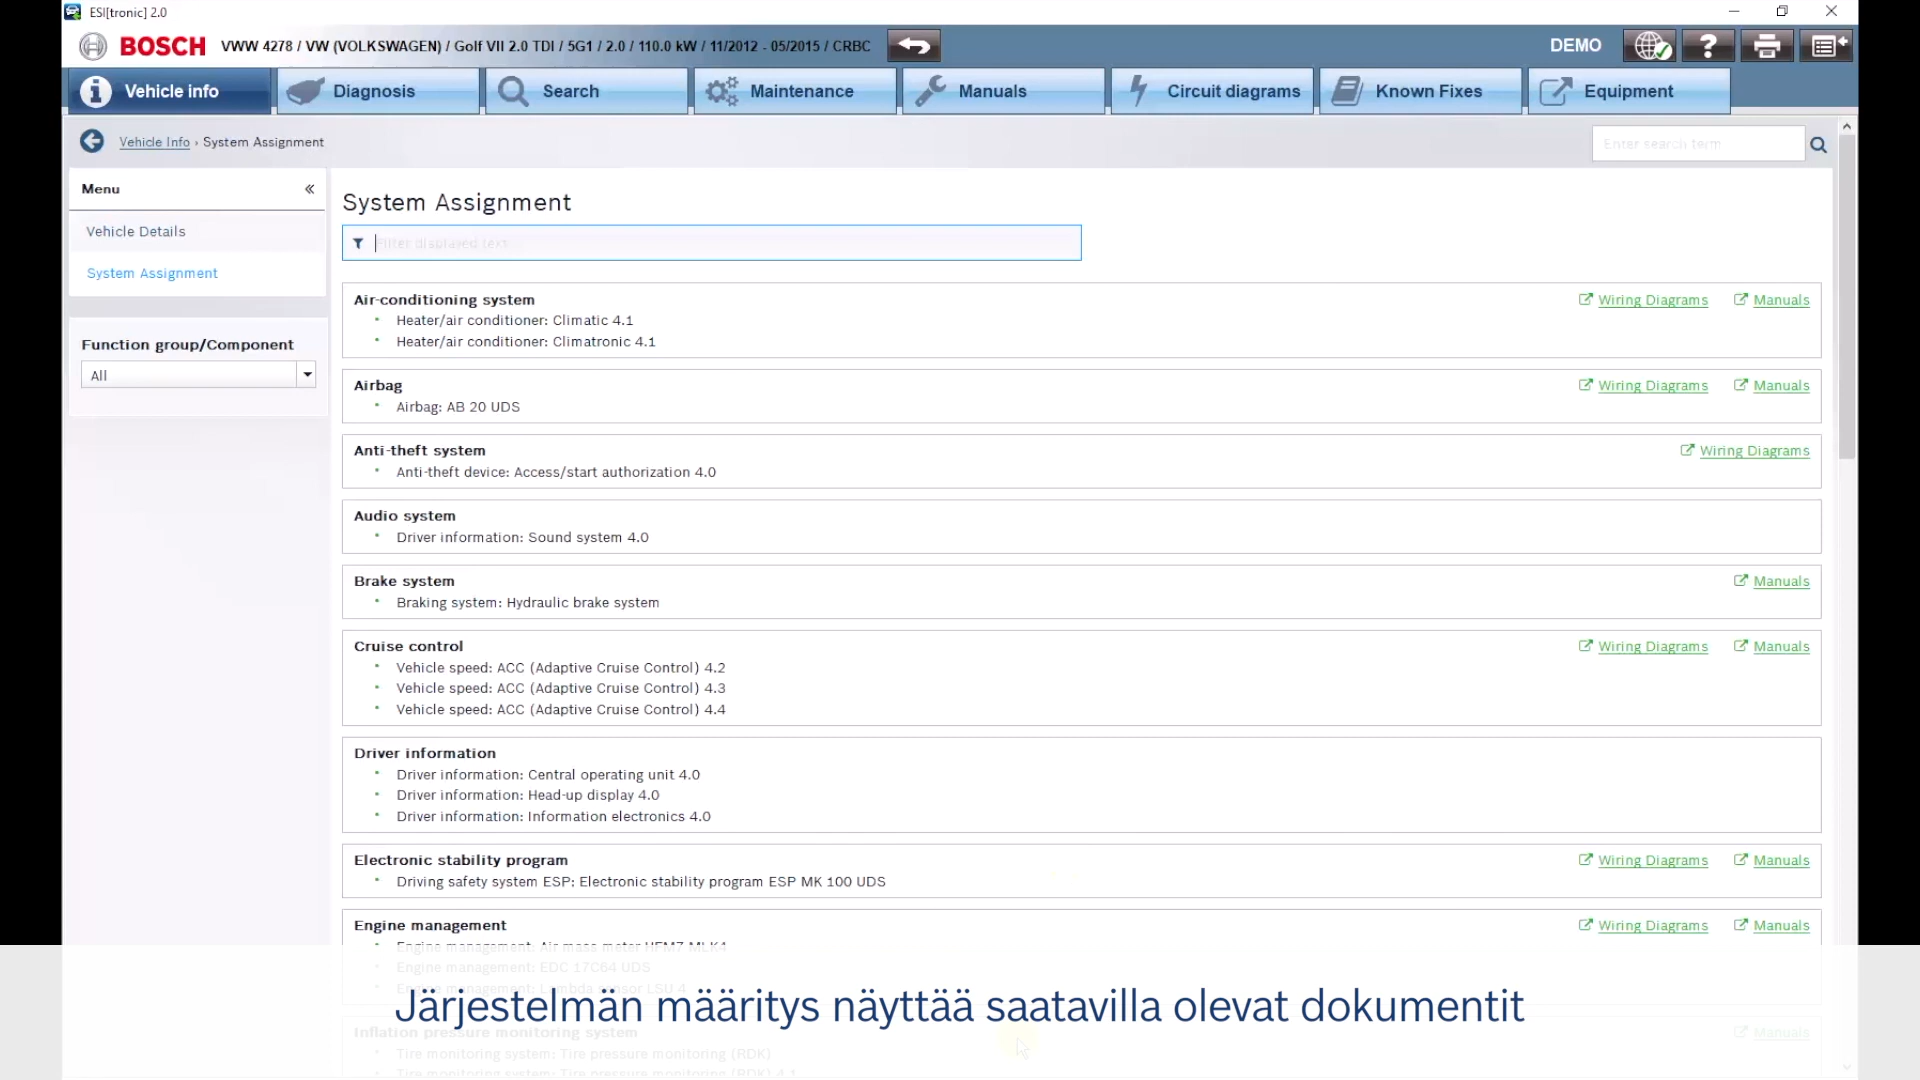 ESI[tronic] 2.0
BOSCH VWW 4278 / VW (VOLKSWAGEN) / Golf VII 2.0 TDI / 5G1 / 2.0 / 110.0 kW / 11/2012 - 05/2015 / CRBC DEMO ?
Vehicle info Diagnosis Search Maintenance Manuals Circuit diagrams Known Fixes Equipment
Vehicle Info › System Assignment Enter search term
Menu «
Vehicle Details
System Assignment
Function group/Component
All
System Assignment
Filter displayed text
Air-conditioning system Wiring Diagrams Manuals
Heater/air conditioner: Climatic 4.1
Heater/air conditioner: Climatronic 4.1
Airbag Wiring Diagrams Manuals
Airbag: AB 20 UDS
Anti-theft system Wiring Diagrams
Anti-theft device: Access/start authorization 4.0
Audio system
Driver information: Sound system 4.0
Brake system Manuals
Braking system: Hydraulic brake system
Cruise control Wiring Diagrams Manuals
Vehicle speed: ACC (Adaptive Cruise Control) 4.2
Vehicle speed: ACC (Adaptive Cruise Control) 4.3
Vehicle speed: ACC (Adaptive Cruise Control) 4.4
Driver information
Driver information: Central operating unit 4.0
Driver information: Head-up display 4.0
Driver information: Information electronics 4.0
Electronic stability program Wiring Diagrams Manuals
Driving safety system ESP: Electronic stability program ESP MK 100 UDS
Engine management Wiring Diagrams Manuals
Engine management: Air mass meter HFM7 MLK4
Engine management: EDC 17C64 UDS
Engine management: Lambda sensor LSU 4
Järjestelmän määritys näyttää saatavilla olevat dokumentit
Inflation pressure monitoring system Manuals
Tire monitoring system: Tire pressure monitoring (RDK)
Tire monitoring system: Tire pressure monitoring (RDK) 4.1